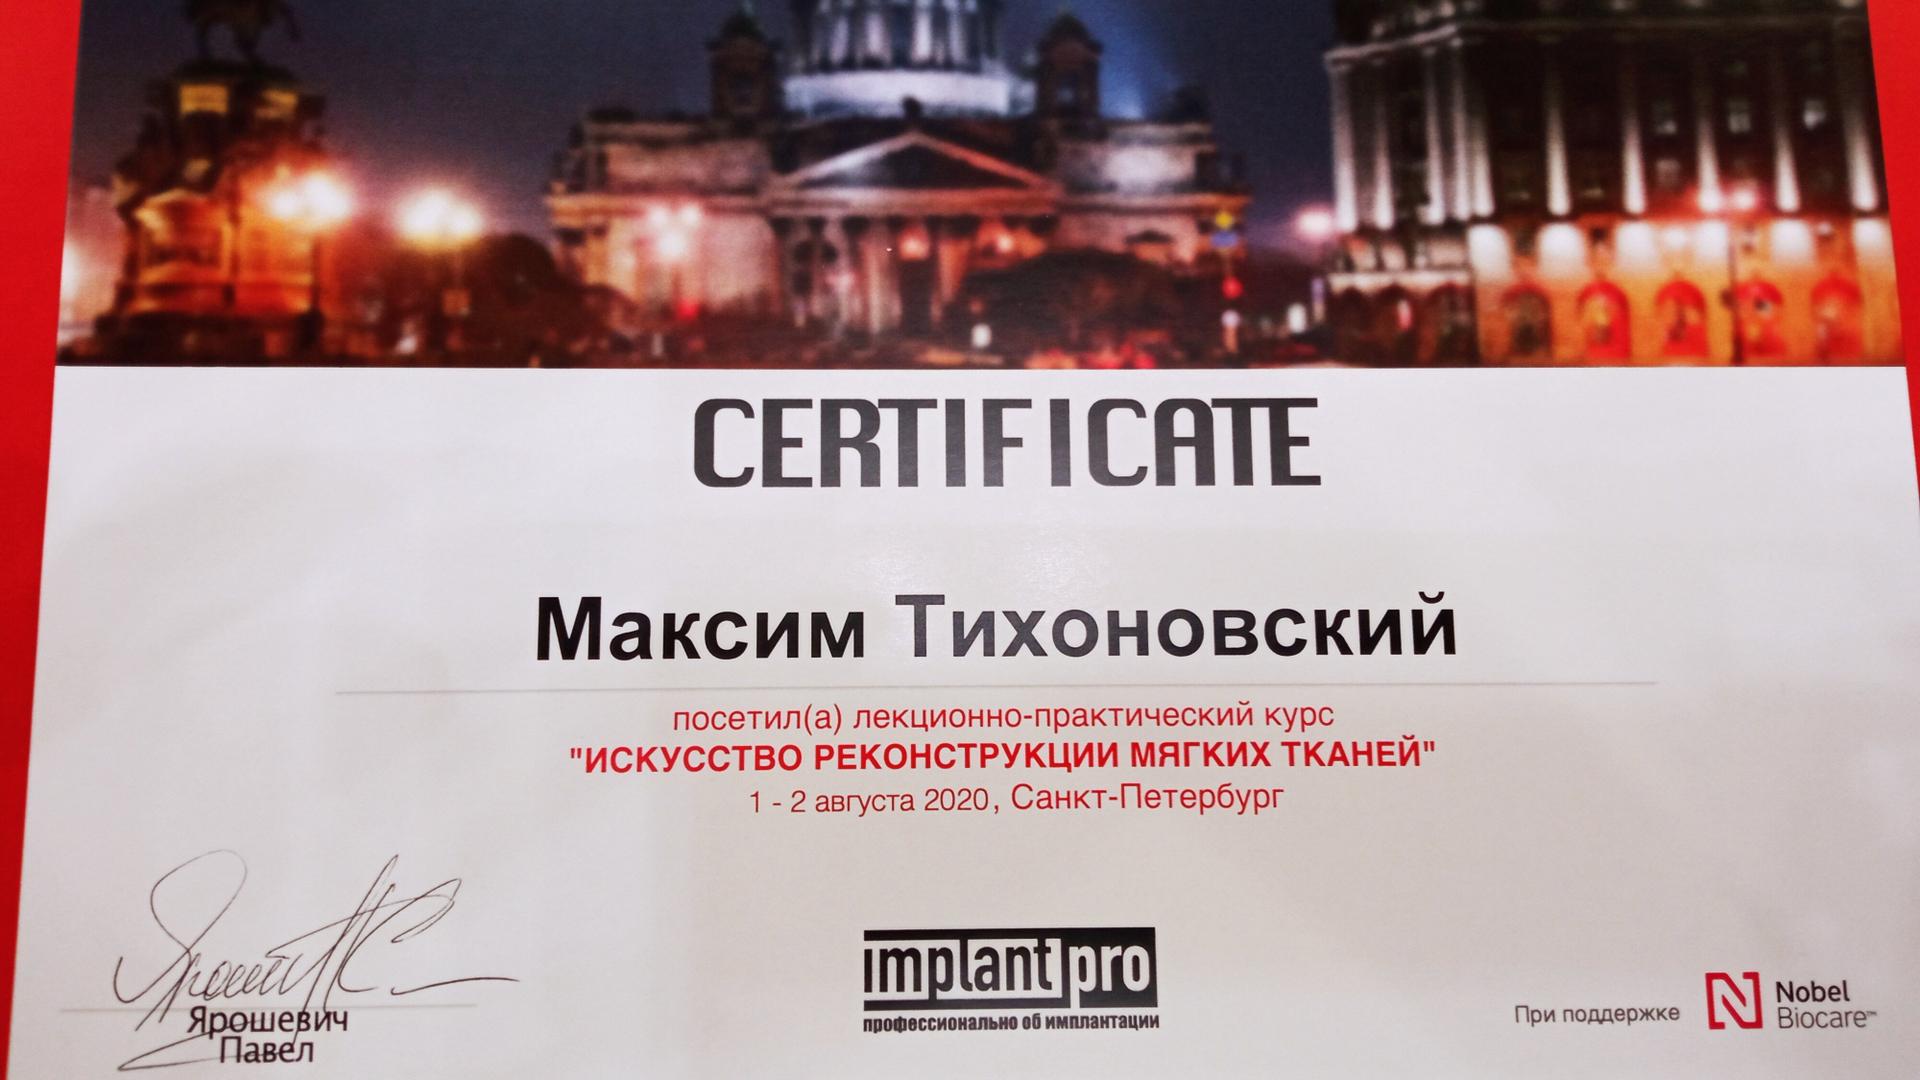 CERTIFICATE
Максим Тихоновский
посетил(а) лекционно-практический курс
"ИСКУССТВО РЕКОНСТРУКЦИИ МЯГКИХ ТКАНЕЙ"
1 - 2 августа 2020, Санкт-Петербург
Ярошевич
Павел
implant pro
профессионально об имплантации
При поддержке
Nobel
Biocare™